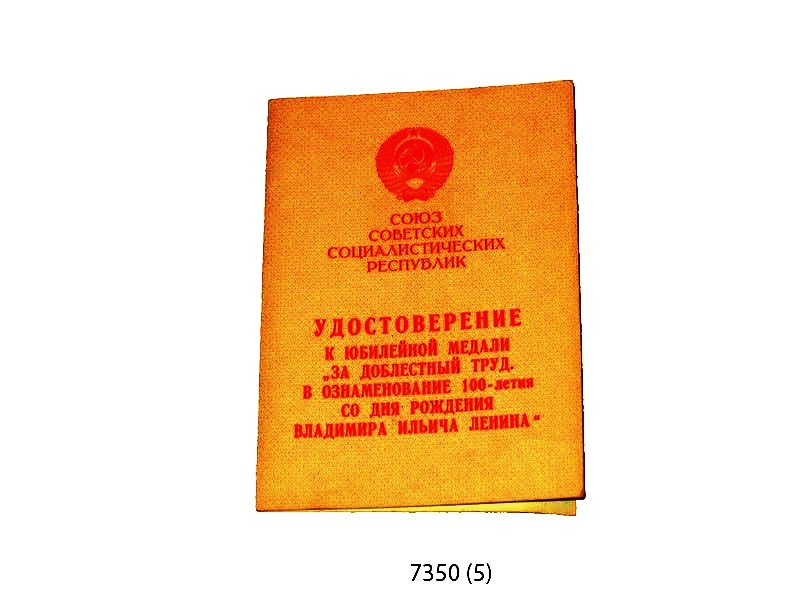 СОЮЗ
СОВЕТСКИХ
СОЦИАЛИСТИЧЕСКИХ
РЕСПУБЛИК
УДОСТОВЕРЕНИЕ
К ЮБИЛЕЙНОЙ МЕДАЛИ
„ЗА ДОБЛЕСТНЫЙ ТРУД.
В ОЗНАМЕНОВАНИЕ 100-летия
СО ДНЯ РОЖДЕНИЯ
ВЛАДИМИРА ИЛЬИЧА ЛЕНИНА“
7350 (5)